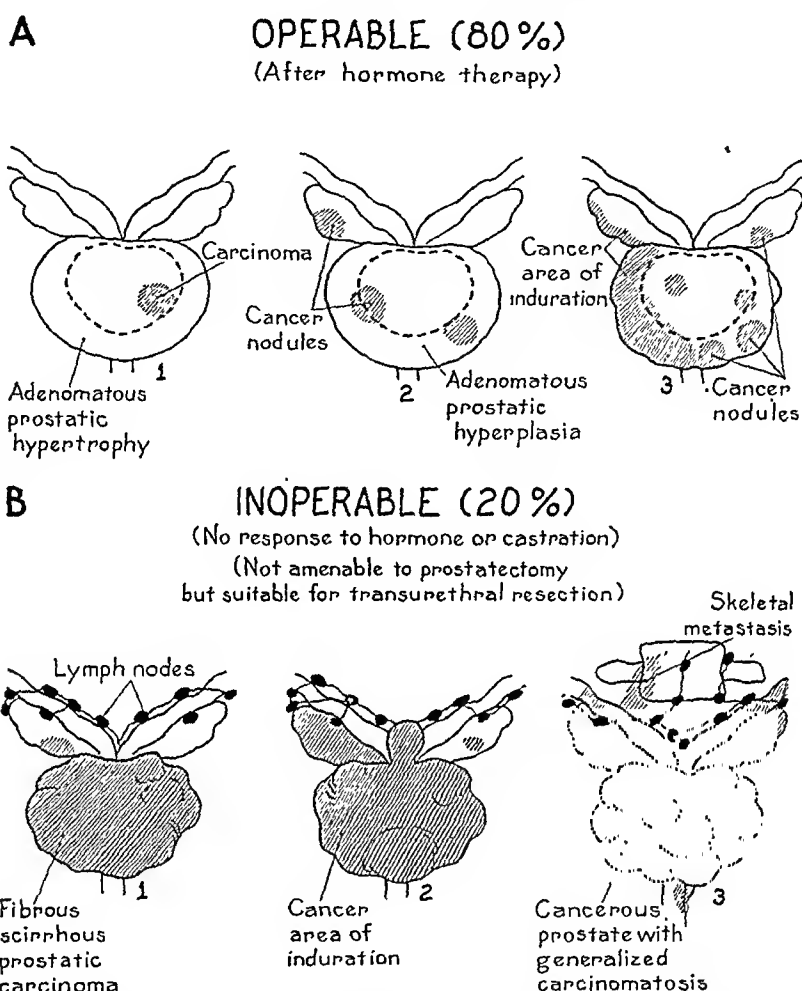 A
OPERABLE (80%)
(After hormone therapy)
Carcinoma
Cancer
nodules
Cancer
area of
induration
1
2
3
Adenomatous
prostatic
hypertrophy
Adenomatous
prostatic
hyperplasia
Cancer
nodules
B
INOPERABLE (20%)
(No response to hormone or castration)
(Not amenable to prostatectomy
but suitable for transurethral resection)
Skeletal
metastasis
Lymph nodes
1
2
3
Fibrous
scirrhous
prostatic
carcinoma
Cancer
area of
induration
Cancerous
prostate with
generalized
carcinomatosis